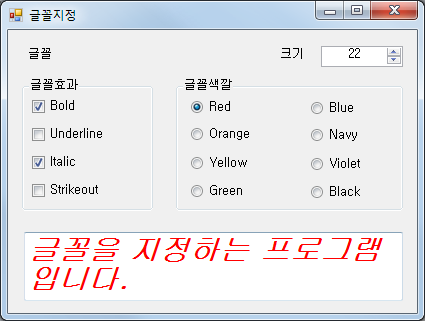 글꼴지정
글꼴 크기 22
글꼴효과 글꼴색깔
Bold Red Blue
Underline Orange Navy
Italic Yellow Violet
Strikeout Green Black
글꼴을 지정하는 프로그램
입니다.